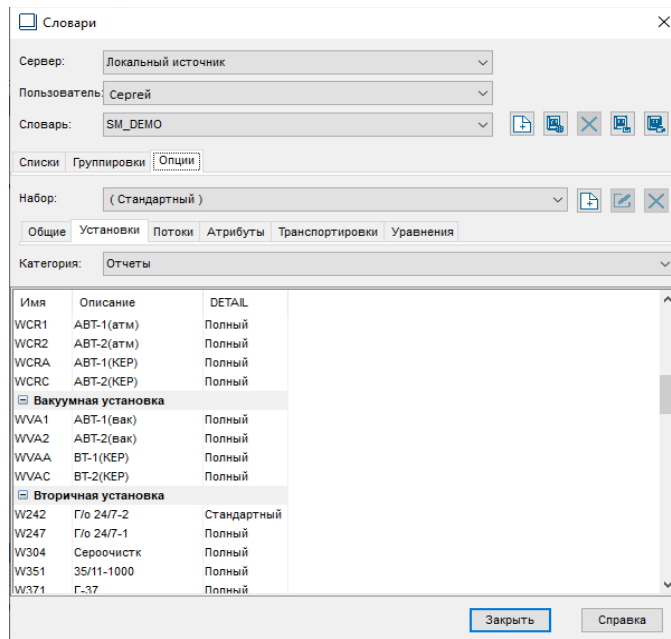 Словари
Сервер: Локальный источник
Пользователь: Сергей
Словарь: SM_DEMO
Списки Группировки Опции
Набор: ( Стандартный )
Общие Установки Потоки Атрибуты Транспортировки Уравнения
Категория: Отчеты
Имя Описание DETAIL
WCR1 АВТ-1(атм) Полный
WCR2 АВТ-2(атм) Полный
WCRA АВТ-1(КЕР) Полный
WCRC АВТ-2(КЕР) Полный
Вакуумная установка
WVA1 АВТ-1(вак) Полный
WVA2 АВТ-2(вак) Полный
WVAA ВТ-1(КЕР) Полный
WVAC ВТ-2(КЕР) Полный
Вторичная установка
W242 Г/о 24/7-2 Стандартный
W247 Г/о 24/7-1 Полный
W304 Сероочистк Полный
W351 35/11-1000 Полный
W371 Г-37 Полный
Закрыть Справка